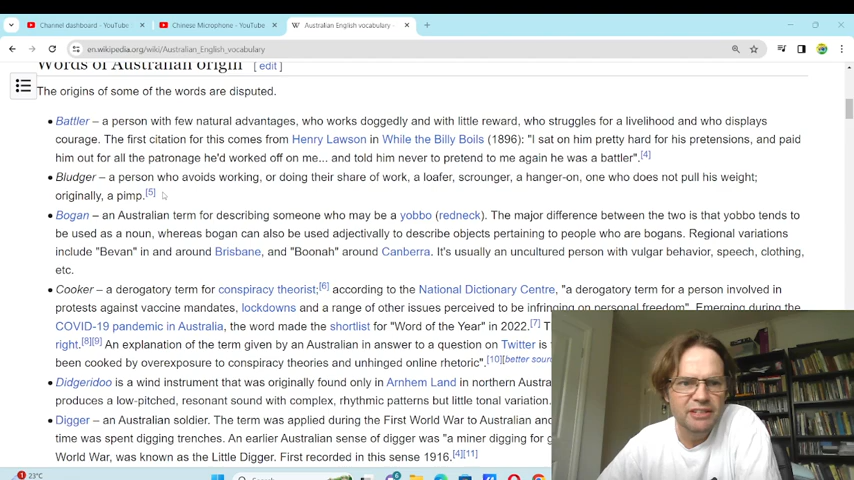 Channel dashboard - YouTube
Chinese Microphone - YouTube
Australian English vocabulary -
en.wikipedia.org/wiki/Australian_English_vocabulary
Words of Australian origin [ edit ]
The origins of some of the words are disputed.
• Battler – a person with few natural advantages, who works doggedly and with little reward, who struggles for a livelihood and who displays
courage. The first citation for this comes from Henry Lawson in While the Billy Boils (1896): "I sat on him pretty hard for his pretensions, and paid
him out for all the patronage he'd worked off on me... and told him never to pretend to me again he was a battler".[4]
• Bludger – a person who avoids working, or doing their share of work, a loafer, scrounger, a hanger-on, one who does not pull his weight;
originally, a pimp.[5]
• Bogan – an Australian term for describing someone who may be a yobbo (redneck). The major difference between the two is that yobbo tends to
be used as a noun, whereas bogan can also be used adjectivally to describe objects pertaining to people who are bogans. Regional variations
include "Bevan" in and around Brisbane, and "Boonah" around Canberra. It's usually an uncultured person with vulgar behavior, speech, clothing,
etc.
• Cooker – a derogatory term for conspiracy theorist;[6] according to the National Dictionary Centre, "a derogatory term for a person involved in
protests against vaccine mandates, lockdowns and a range of other issues perceived to be infringing on personal freedom". Emerging during the
COVID-19 pandemic in Australia, the word made the shortlist for "Word of the Year" in 2022.[7]
right.[8][9] An explanation of the term given by an Australian in answer to a question on Twitter is
been cooked by overexposure to conspiracy theories and unhinged online rhetoric".[10][better
• Didgeridoo is a wind instrument that was originally found only in Arnhem Land in northern
produces a low-pitched, resonant sound with complex, rhythmic patterns but little tonal variation.
• Digger – an Australian soldier. The term was applied during the First World War to Australian and
time was spent digging trenches. An earlier Australian sense of digger was "a miner digging for
World War, was known as the Little Digger. First recorded in this sense 1916.[4][11]
1
23°C
Search
6